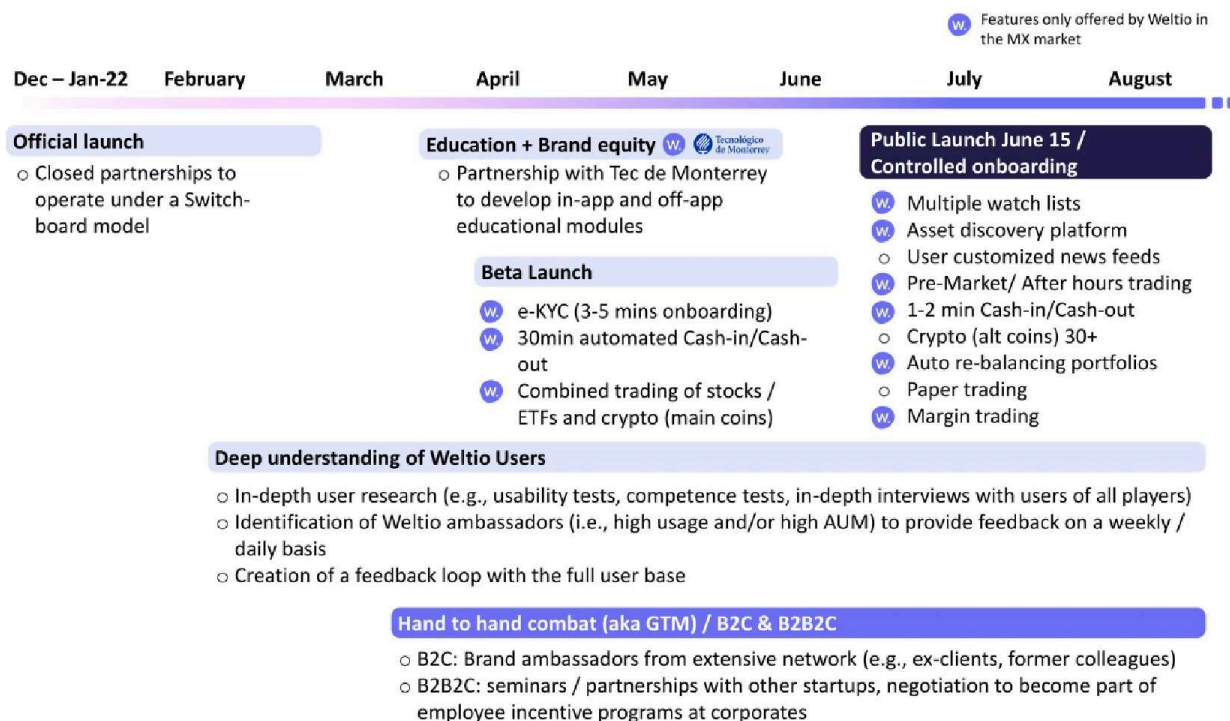 W. Features only offered by Weltio in
the MX market
Dec – Jan-22 February March April May June July August
Official launch
○ Closed partnerships to
operate under a Switch-
board model
Education + Brand equity W. Tecnológico
de Monterrey
○ Partnership with Tec de Monterrey
to develop in-app and off-app
educational modules
Beta Launch
W. e-KYC (3-5 mins onboarding)
W. 30min automated Cash-in/Cash-
out
W. Combined trading of stocks /
ETFs and crypto (main coins)
Public Launch June 15 /
Controlled onboarding
W. Multiple watch lists
W. Asset discovery platform
○ User customized news feeds
W. Pre-Market/ After hours trading
W. 1-2 min Cash-in/Cash-out
○ Crypto (alt coins) 30+
W. Auto re-balancing portfolios
○ Paper trading
W. Margin trading
Deep understanding of Weltio Users
○ In-depth user research (e.g., usability tests, competence tests, in-depth interviews with users of all players)
○ Identification of Weltio ambassadors (i.e., high usage and/or high AUM) to provide feedback on a weekly /
daily basis
○ Creation of a feedback loop with the full user base
Hand to hand combat (aka GTM) / B2C & B2B2C
○ B2C: Brand ambassadors from extensive network (e.g., ex-clients, former colleagues)
○ B2B2C: seminars / partnerships with other startups, negotiation to become part of
employee incentive programs at corporates